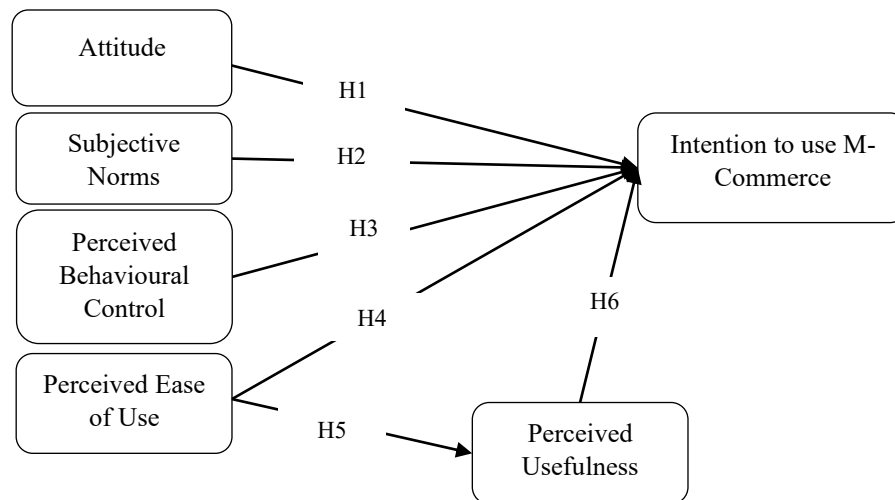 Attitude
H1
Subjective
Norms
H2
Intention to use M-
Commerce
Perceived
Behavioural
Control
H3
H6
H4
Perceived Ease
of Use
H5
Perceived
Usefulness